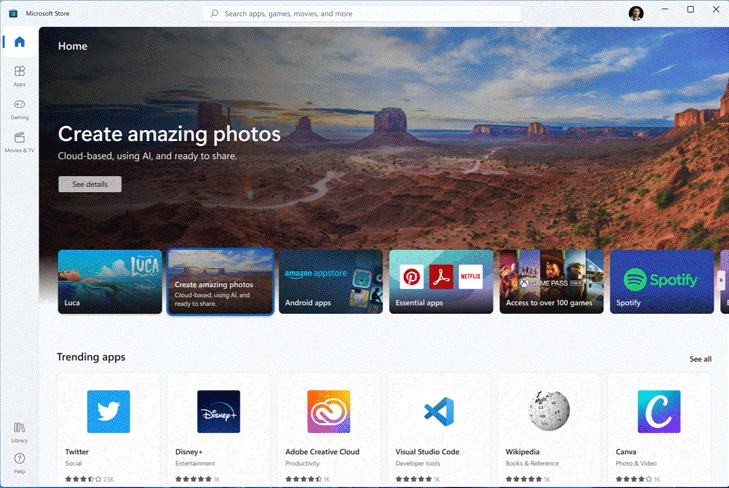 Microsoft Store
Search apps, games, movies, and more
Home
Apps
Gaming
Movies & TV
Create amazing photos
Cloud-based, using AI, and ready to share.
See details
LUCA
Luca
Create amazing photos
Cloud-based, using AI, and
ready to share.
amazon appstore
Android apps
NETFLIX
Essential apps
GAME PASS
Access to over 100 games
Spotify
Spotify
Trending apps
See all
Disney+
Twitter
Social
25K
Disney+
Entertainment
1K
Adobe Creative Cloud
Productivity
1K
Visual Studio Code
Developer tools
1K
Wikipedia
Books & Reference
1K
C
Canva
Photo & Video
1K
Library
Help